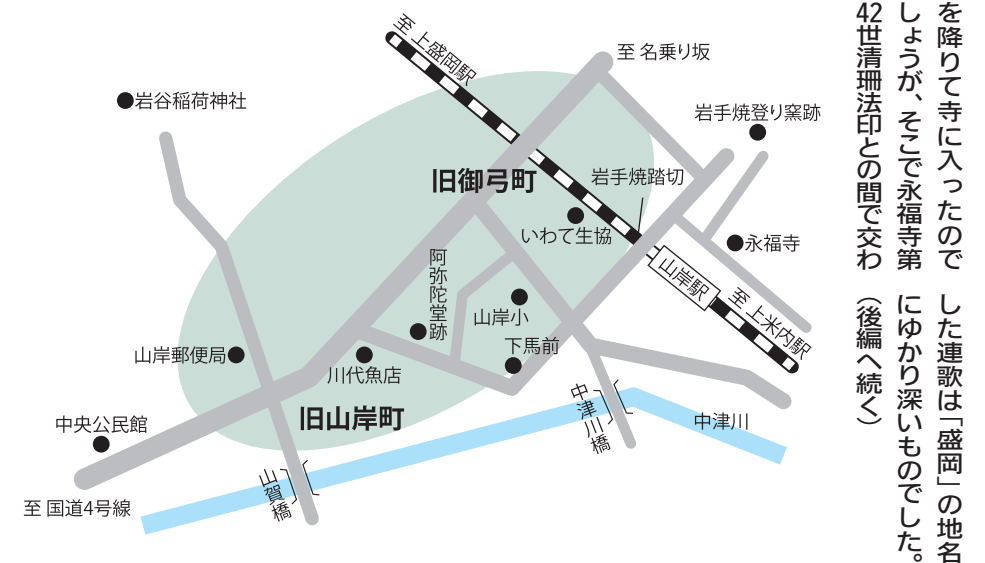 を降りて寺に入ったので
しょうが、そこで永福寺第
42世清珊法印との間で交わ
した連歌は「盛岡」の地名
にゆかり深いものでした。
（後編へ続く）
至 上盛岡駅
至 名乗り坂
岩谷稲荷神社
岩手焼登り窯跡
旧御弓町
岩手焼踏切
いわて生協
永福寺
阿弥陀堂跡
山岸駅
至 上米内駅
山岸小
山岸郵便局
下馬前
川代魚店
中津川橋
旧山岸町
中央公民館
中津川
山賀橋
至 国道4号線